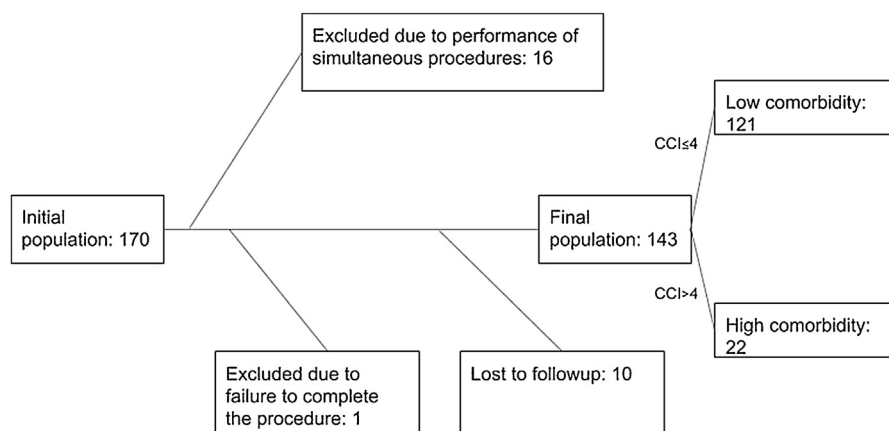 Excluded due to performance of
simultaneous procedures: 16
Low comorbidity:
121
CCI≤4
Initial
population: 170
Final
population: 143
CCI>4
High comorbidity:
22
Excluded due to
failure to complete
the procedure: 1
Lost to followup: 10